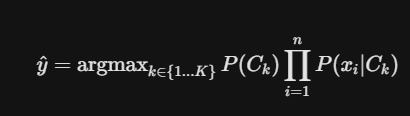 ŷ = argmax_{k∈{1...K}} P(C_k) ∏_{i=1}^{n} P(x_i|C_k)